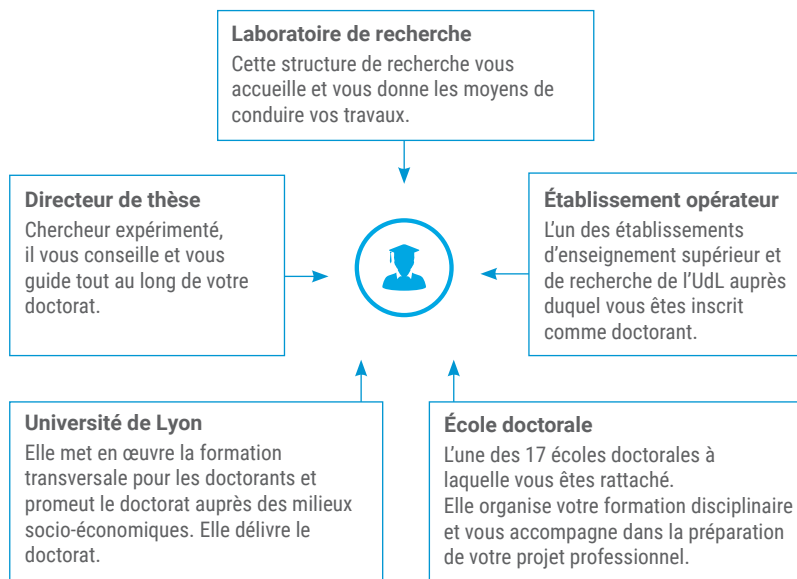 Laboratoire de recherche
Cette structure de recherche vous
accueille et vous donne les moyens de
conduire vos travaux.
Directeur de thèse
Chercheur expérimenté,
il vous conseille et vous
guide tout au long de votre
doctorat.
Établissement opérateur
L’un des établissements
d’enseignement supérieur et
de recherche de l’UdL auprès
duquel vous êtes inscrit
comme doctorant.
Université de Lyon
Elle met en œuvre la formation
transversale pour les doctorants et
promeut le doctorat auprès des milieux
socio-économiques. Elle délivre le
doctorat.
École doctorale
L’une des 17 écoles doctorales à
laquelle vous êtes rattaché.
Elle organise votre formation disciplinaire
et vous accompagne dans la préparation
de votre projet professionnel.